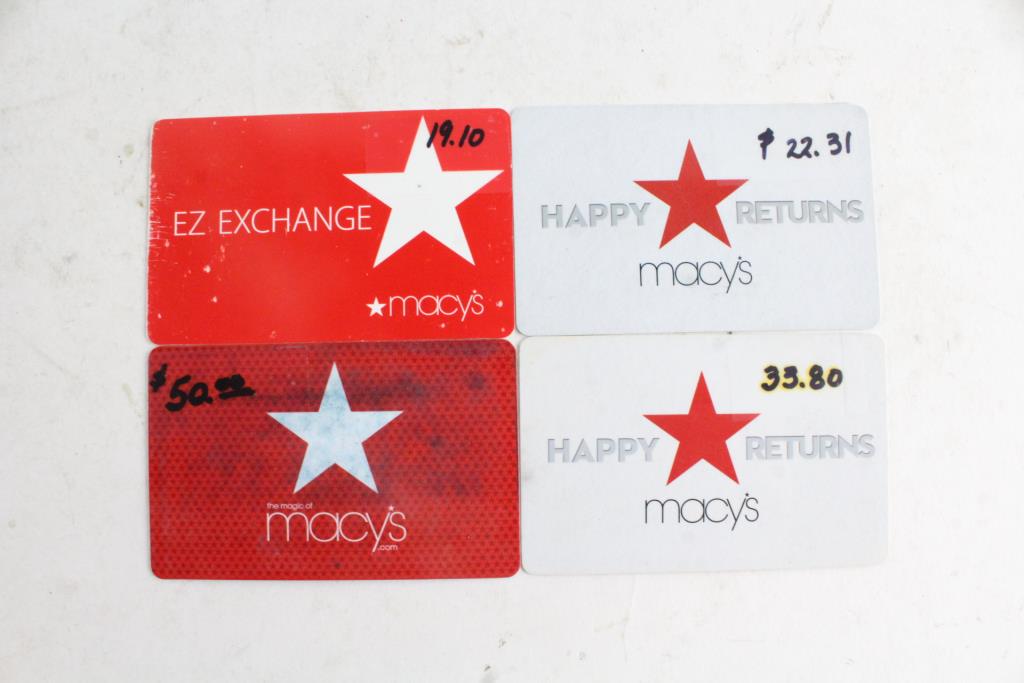 19.10
EZ EXCHANGE
macy's
$ 22.31
HAPPY RETURNS
macy's
$50.00
the magic of
macy's
.com
33.80
HAPPY RETURNS
macy's